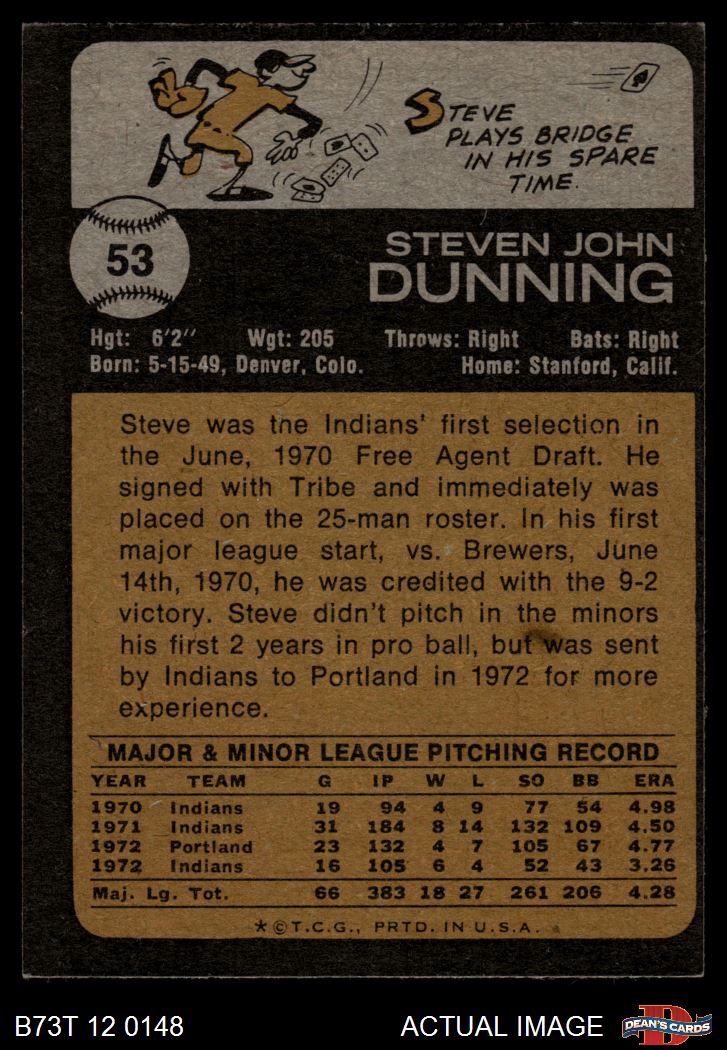 STEVE
PLAYS BRIDGE
IN HIS SPARE
TIME.
53
STEVEN JOHN
DUNNING
Hgt: 6'2" Wgt: 205 Throws: Right Bats: Right
Born: 5-15-49, Denver, Colo. Home: Stanford, Calif.
Steve was the Indians' first selection in
the June, 1970 Free Agent Draft. He
signed with Tribe and immediately was
placed on the 25-man roster. In his first
major league start, vs. Brewers, June
14th, 1970, he was credited with the 9-2
victory. Steve didn't pitch in the minors
his first 2 years in pro ball, but was sent
by Indians to Portland in 1972 for more
experience.
MAJOR & MINOR LEAGUE PITCHING RECORD
YEAR TEAM G IP W L SO BB ERA
1970 Indians 19 94 4 9 77 54 4.98
1971 Indians 31 184 8 14 132 109 4.50
1972 Portland 23 132 4 7 105 67 4.77
1972 Indians 16 105 6 4 52 43 3.26
Maj. Lg. Tot. 66 383 18 27 261 206 4.28
*©T.C.G., PRTD. IN U.S.A.
B73T 12 0148 ACTUAL IMAGE D DEAN'S CARDS